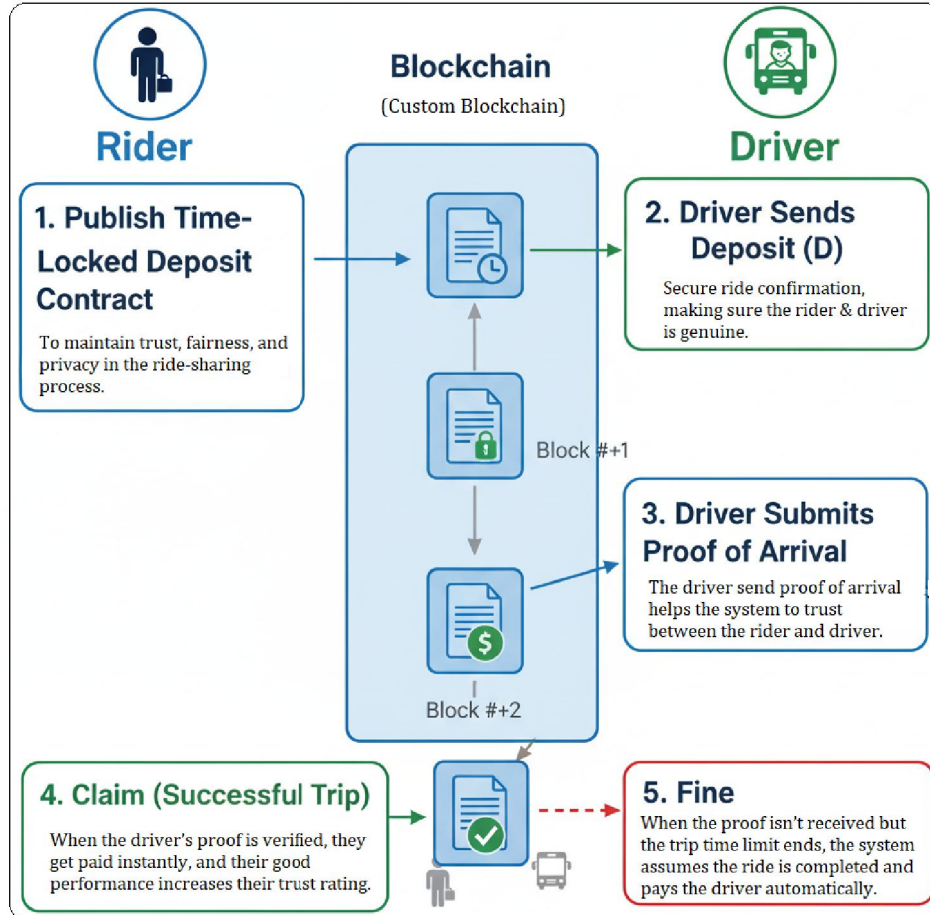 Rider
Blockchain
(Custom Blockchain)
Driver
1. Publish Time-
Locked Deposit
Contract
To maintain trust, fairness, and
privacy in the ride-sharing
process.
2. Driver Sends
Deposit (D)
Secure ride confirmation,
making sure the rider & driver
is genuine.
Block #+1
3. Driver Submits
Proof of Arrival
The driver send proof of arrival
helps the system to trust
between the rider and driver.
$
Block #+2
4. Claim (Successful Trip)
When the driver's proof is verified, they
get paid instantly, and their good
performance increases their trust rating.
5. Fine
When the proof isn't received but
the trip time limit ends, the system
assumes the ride is completed and
pays the driver automatically.